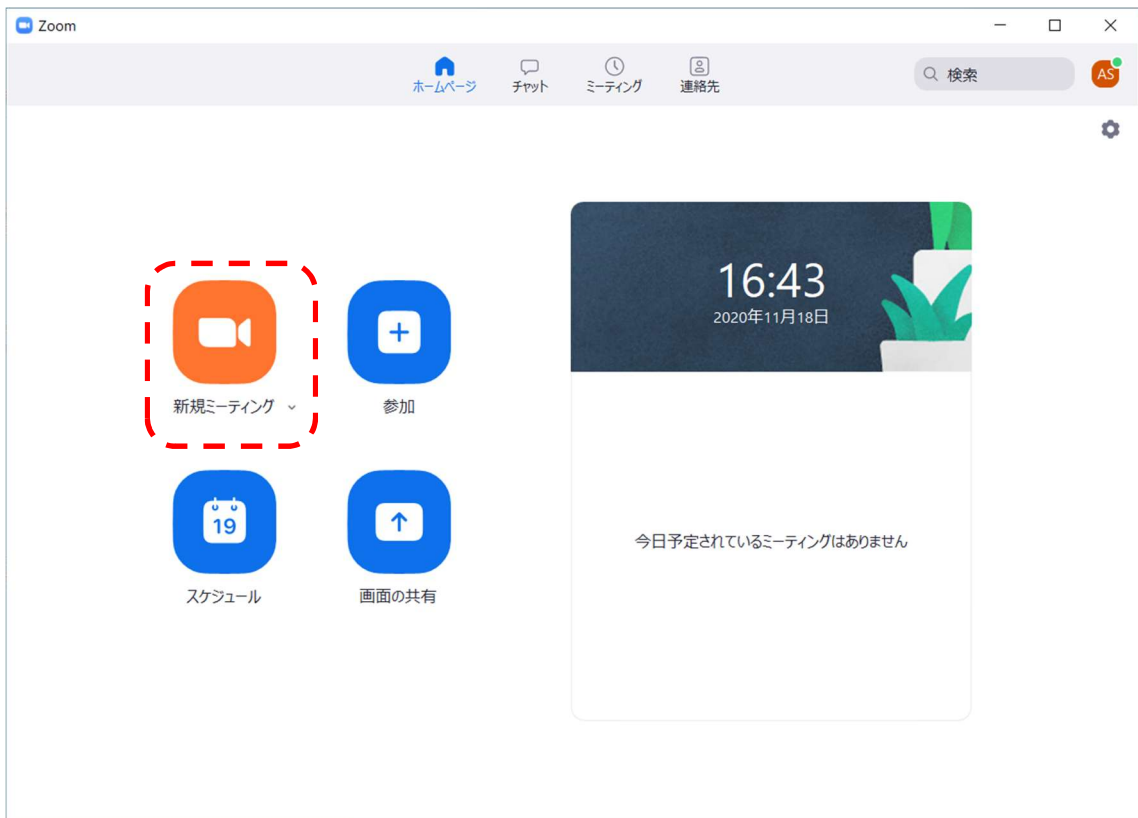 Zoom
ホームページ
チャット
ミーティング
連絡先
検索
AS
16:43
2020年11月18日
新規ミーティング
参加
19
スケジュール
画面の共有
今日予定されているミーティングはありません